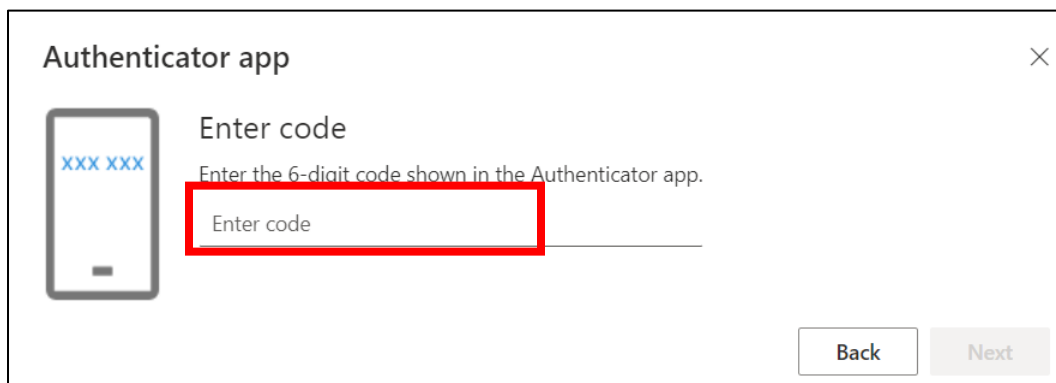 Authenticator app
xxx xxx
Enter code
Enter the 6-digit code shown in the Authenticator app.
Enter code
Back
Next